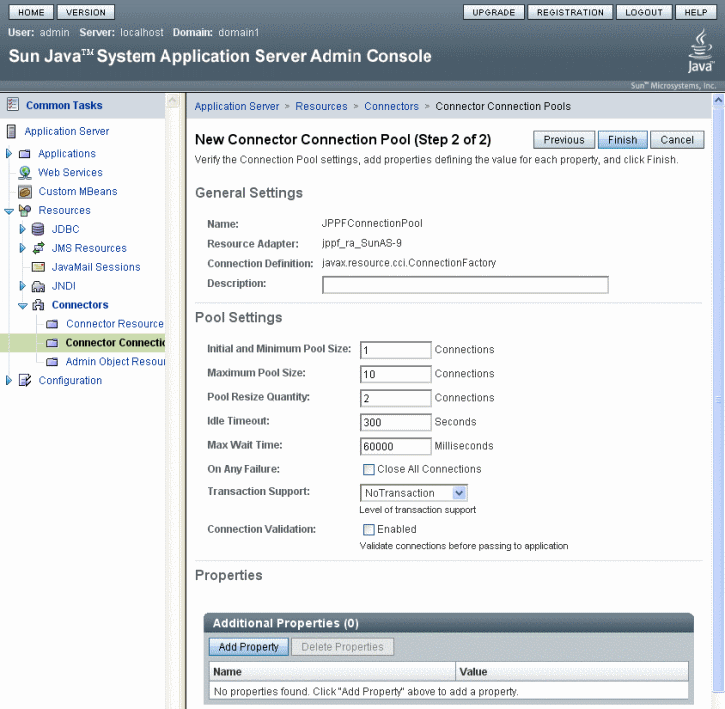 HOME VERSION UPGRADE REGISTRATION LOGOUT HELP
User: admin Server: localhost Domain: domain1
Sun Java™ System Application Server Admin Console
Java™
Sun™ Microsystems, Inc.
Common Tasks
Application Server
Applications
Web Services
Custom MBeans
Resources
JDBC
JMS Resources
JavaMail Sessions
JNDI
Connectors
Connector Resource
Connector Connectio
Admin Object Resour
Configuration
Application Server > Resources > Connectors > Connector Connection Pools
New Connector Connection Pool (Step 2 of 2) Previous Finish Cancel
Verify the Connection Pool settings, add properties defining the value for each property, and click Finish.
General Settings
Name: JPPFConnectionPool
Resource Adapter: jppf_ra_SunAS-9
Connection Definition: javax.resource.cci.ConnectionFactory
Description:
Pool Settings
Initial and Minimum Pool Size: 1 Connections
Maximum Pool Size: 10 Connections
Pool Resize Quantity: 2 Connections
Idle Timeout: 300 Seconds
Max Wait Time: 60000 Milliseconds
On Any Failure: Close All Connections
Transaction Support: NoTransaction
Level of transaction support
Connection Validation: Enabled
Validate connections before passing to application
Properties
Additional Properties (0)
Add Property Delete Properties
Name Value
No properties found. Click "Add Property" above to add a property.